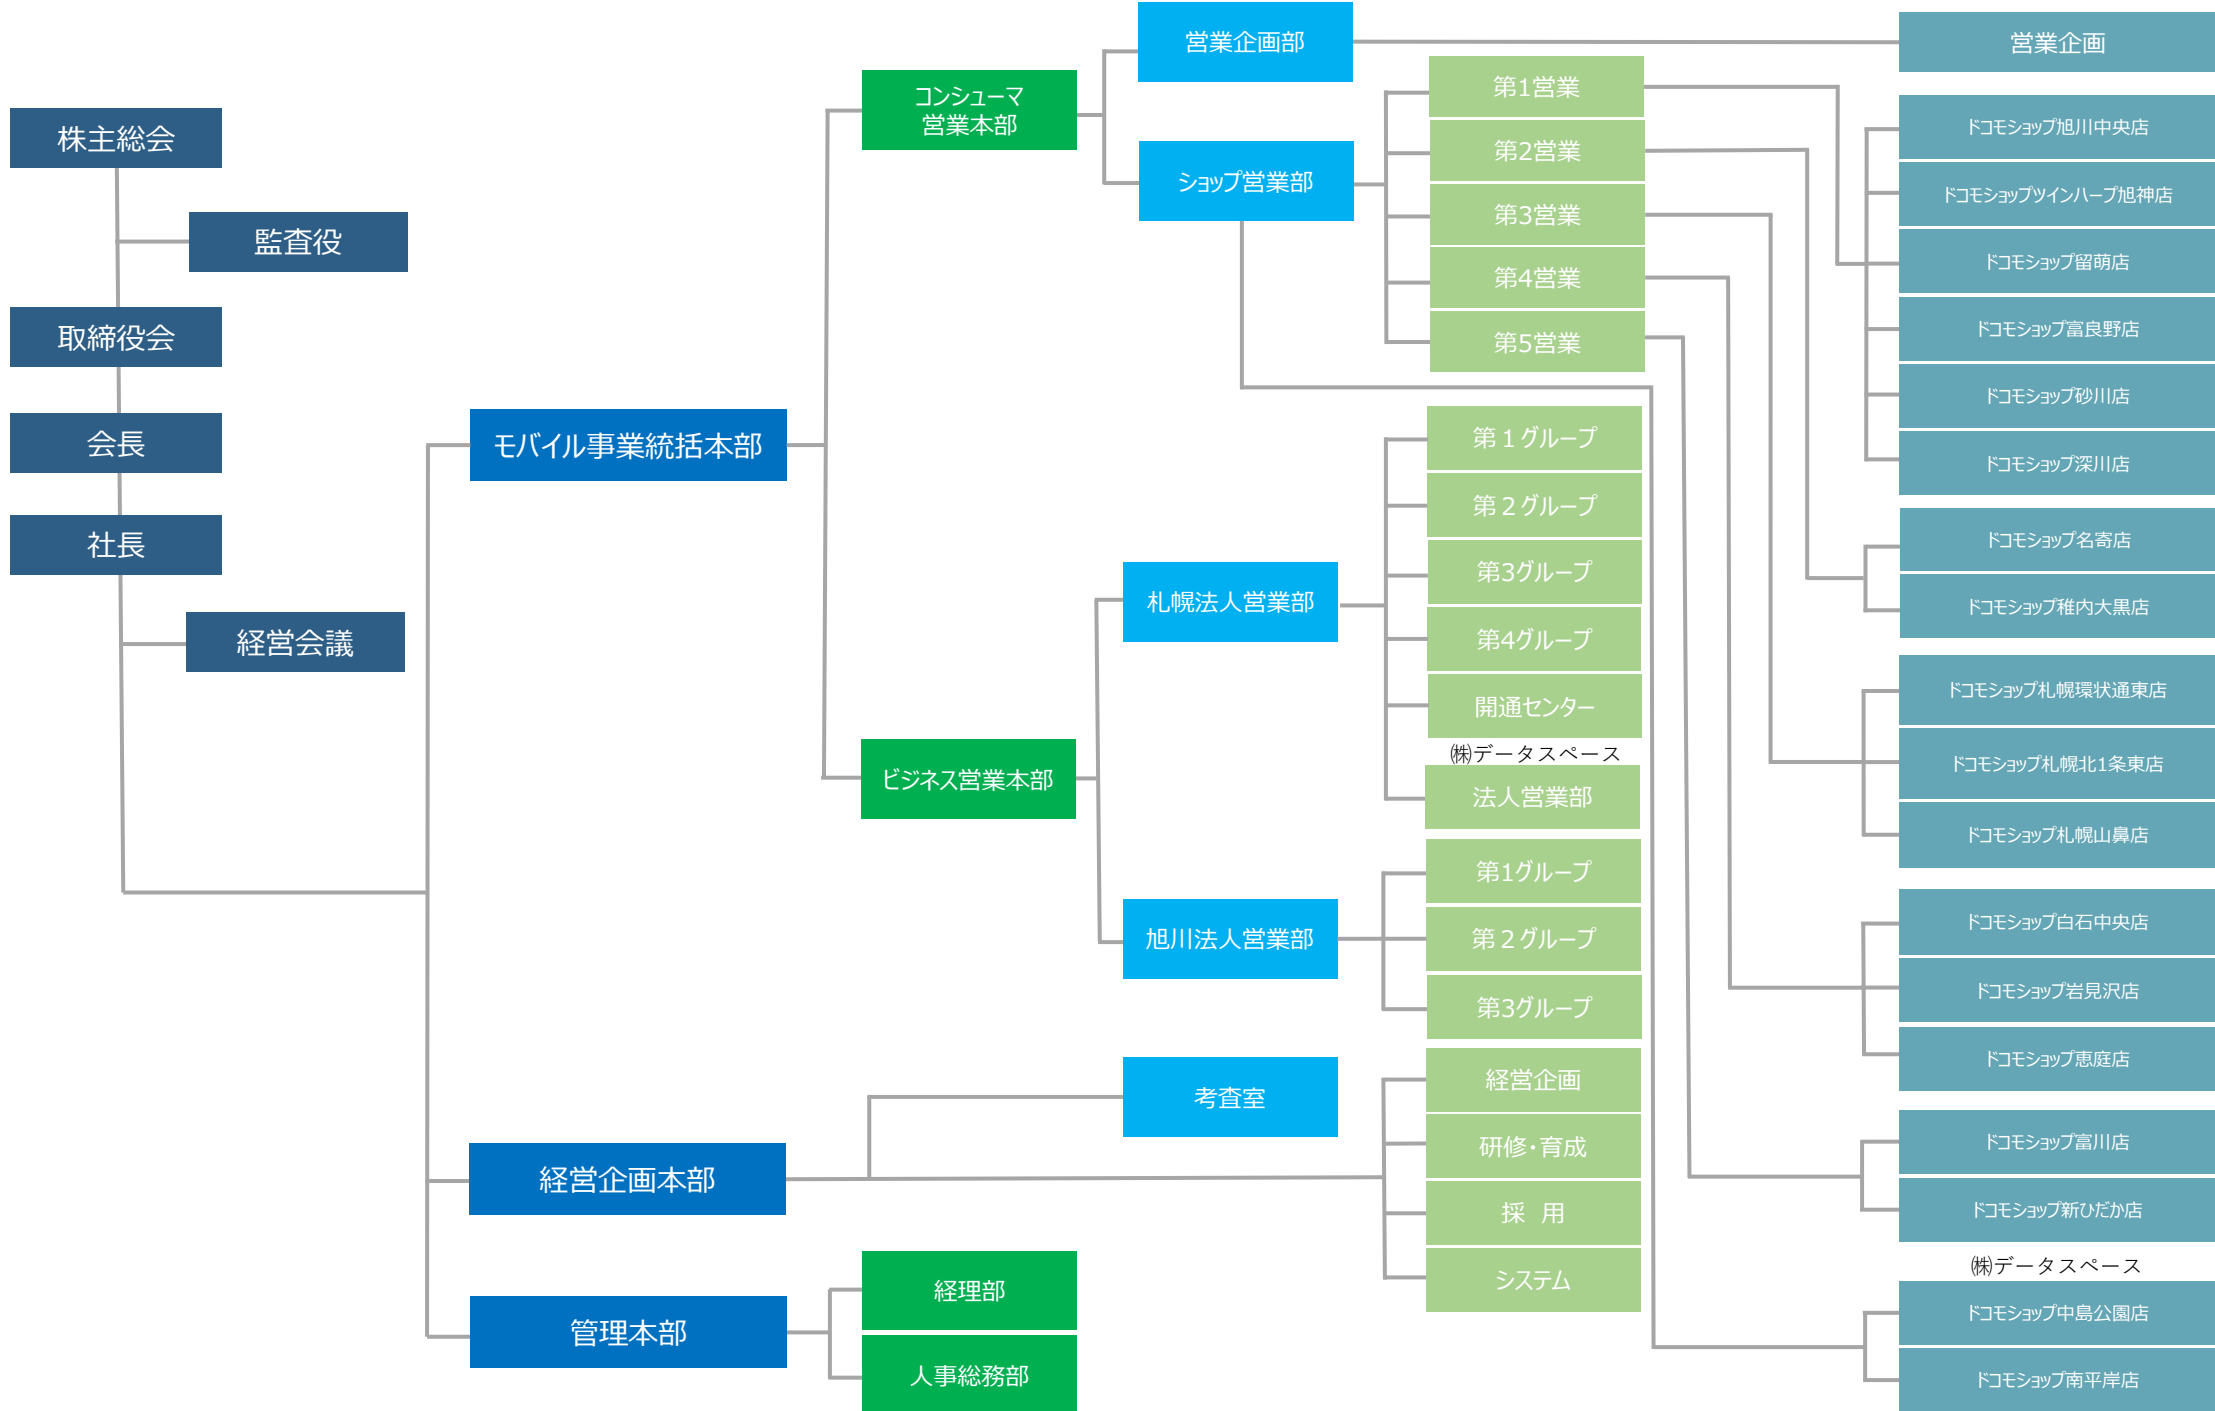 株主総会
監査役
取締役会
会長
社長
経営会議
モバイル事業統括本部
経営企画本部
管理本部
コンシューマ
営業本部
ビジネス営業本部
経理部
人事総務部
営業企画部
ショップ営業部
札幌法人営業部
旭川法人営業部
考査室
第1営業
第2営業
第3営業
第4営業
第5営業
第１グループ
第２グループ
第3グループ
第4グループ
開通センター
㈱データスペース
法人営業部
第1グループ
第２グループ
第3グループ
経営企画
研修・育成
採　用
システム
営業企画
ドコモショップ旭川中央店
ドコモショップツインハープ旭神店
ドコモショップ留萌店
ドコモショップ富良野店
ドコモショップ砂川店
ドコモショップ深川店
ドコモショップ名寄店
ドコモショップ稚内大黒店
ドコモショップ札幌環状通東店
ドコモショップ札幌北1条東店
ドコモショップ札幌山鼻店
ドコモショップ白石中央店
ドコモショップ岩見沢店
ドコモショップ恵庭店
ドコモショップ富川店
ドコモショップ新ひだか店
㈱データスペース
ドコモショップ中島公園店
ドコモショップ南平岸店